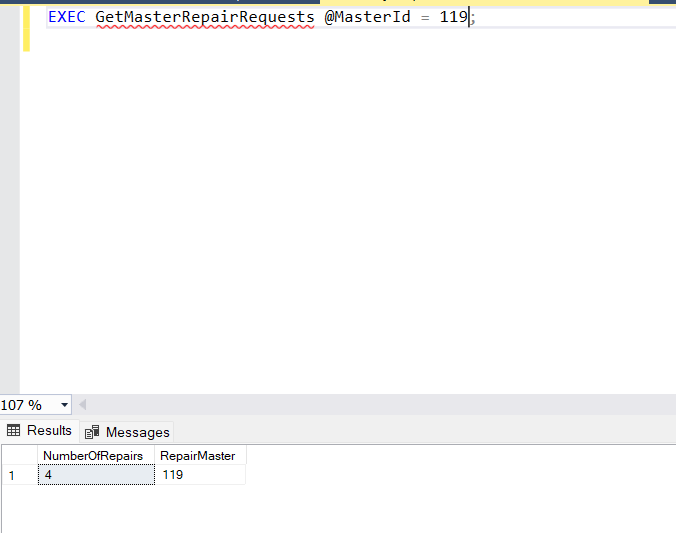 EXEC GetMasterRepairRequests @MasterId = 119;
107 %
Results Messages
NumberOfRepairs RepairMaster
1 4 119